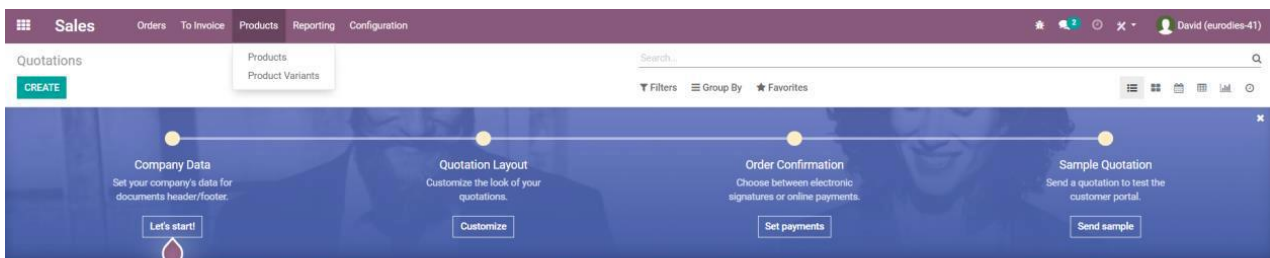 Sales Orders To Invoice Products Reporting Configuration 2 David (eurodies-41)
Quotations Products Search...
Product Variants
CREATE Filters Group By Favorites
Company Data Quotation Layout Order Confirmation Sample Quotation
Set your company's data for Customize the look of your Choose between electronic Send a quotation to test the
documents header/footer. quotations. signatures or online payments. customer portal.
Let's start! Customize Set payments Send sample